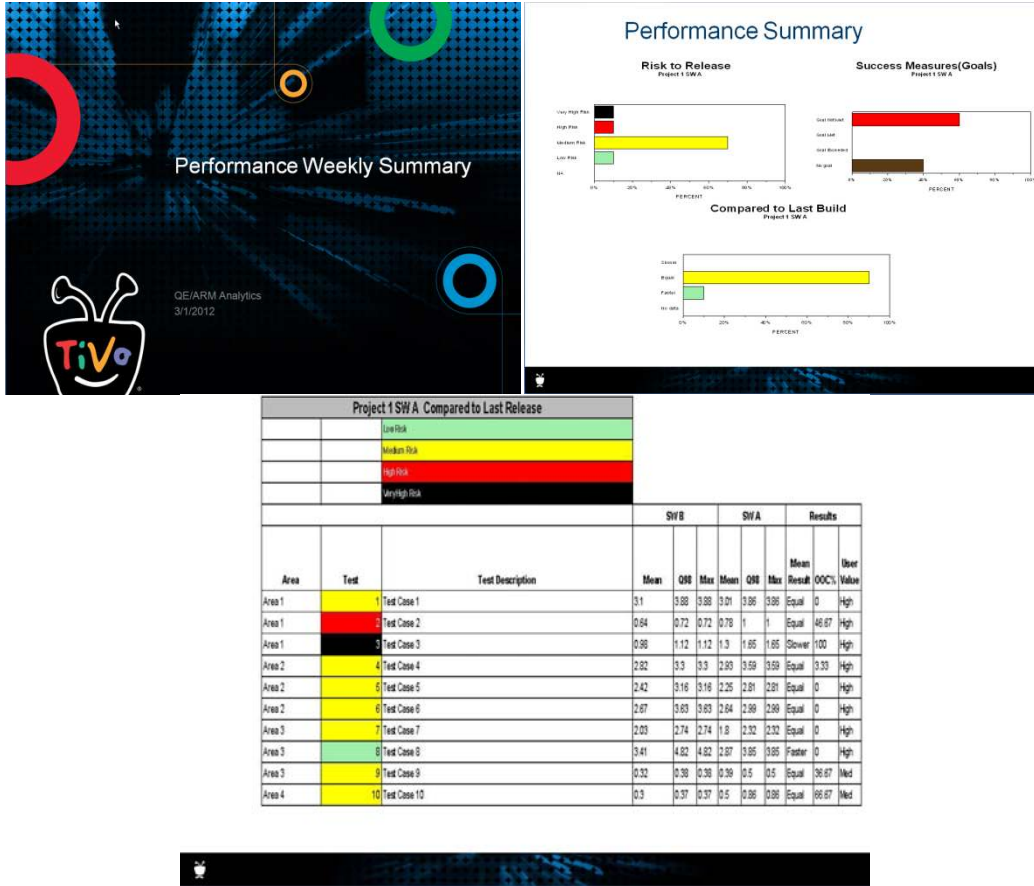 Performance Weekly Summary
QE/ARM Analytics
3/1/2012
TiVo
®
Performance Summary
Risk to Release
Project 1 SW A
Very High Risk
High Risk
Medium Risk
Low Risk
NA
0% 20% 40% 60% 80% 100%
PERCENT
Success Measures(Goals)
Project 1 SW A
Goal Not Met
Goal Met
Goal Exceeded
No goal
0% 20% 40% 60% 80% 100%
PERCENT
Compared to Last Build
Project 1 SW A
Slower
Equal
Faster
No data
0% 20% 40% 60% 80% 100%
PERCENT
Project 1 SW A Compared to Last Release
Low Risk
Medium Risk
High Risk
VeryHigh Risk
SW B SW A Results
Area Test Test Description Mean Q98 Max Mean Q98 Max Mean Result OOC% User Value
Area 1 1 Test Case 1 3.1 3.88 3.88 3.01 3.86 3.86 Equal 0 High
Area 1 2 Test Case 2 0.64 0.72 0.72 0.78 1 1 Equal 46.67 High
Area 1 3 Test Case 3 0.98 1.12 1.12 1.3 1.65 1.65 Slower 100 High
Area 2 4 Test Case 4 2.82 3.3 3.3 2.93 3.59 3.59 Equal 3.33 High
Area 2 5 Test Case 5 2.42 3.16 3.16 2.25 2.81 2.81 Equal 0 High
Area 2 6 Test Case 6 2.67 3.63 3.63 2.64 2.99 2.99 Equal 0 High
Area 3 7 Test Case 7 2.03 2.74 2.74 1.8 2.32 2.32 Equal 0 High
Area 3 8 Test Case 8 3.41 4.82 4.82 2.87 3.85 3.85 Faster 0 High
Area 3 9 Test Case 9 0.32 0.38 0.38 0.39 0.5 0.5 Equal 36.67 Med
Area 4 10 Test Case 10 0.3 0.37 0.37 0.5 0.86 0.86 Equal 66.67 Med